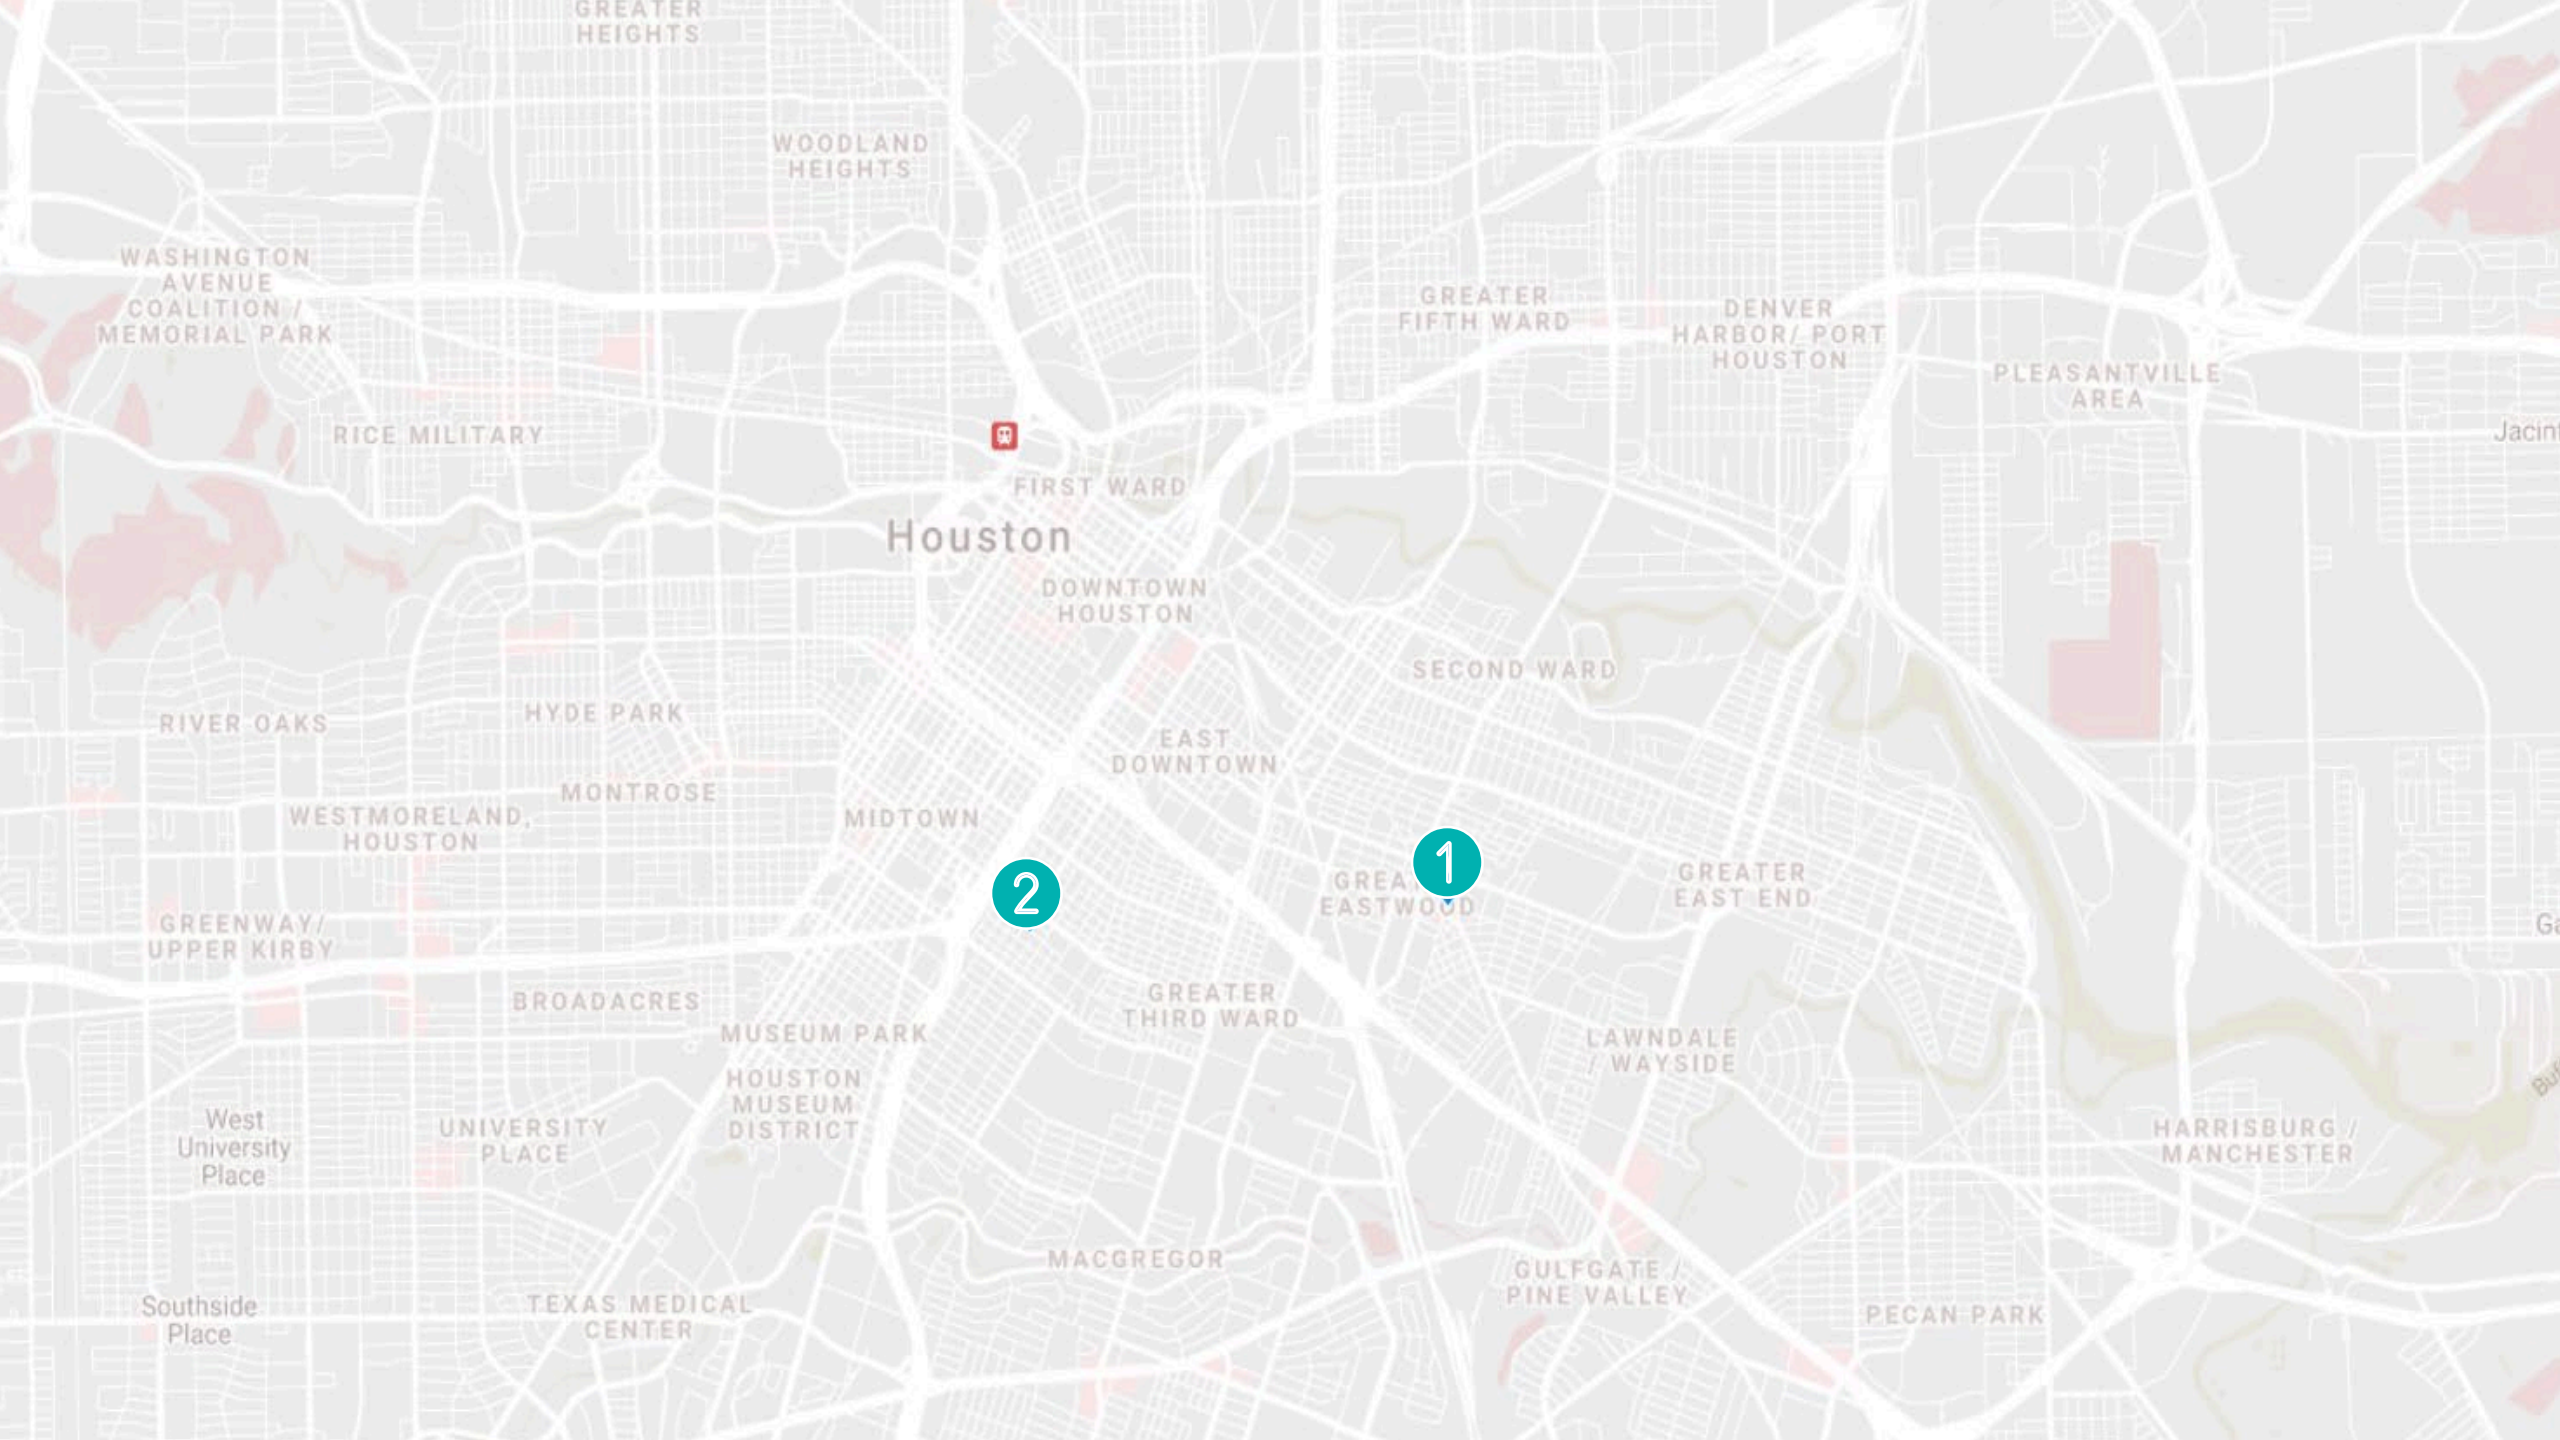 GREATER
HEIGHTS
WOODLAND
HEIGHTS
WASHINGTON
AVENUE
COALITION /
MEMORIAL PARK
GREATER
FIFTH WARD
DENVER
HARBOR/ PORT
HOUSTON
PLEASANTVILLE
AREA
RICE MILITARY
FIRST WARD
Houston
DOWNTOWN
HOUSTON
SECOND WARD
RIVER OAKS
HYDE PARK
EAST
DOWNTOWN
MONTROSE
WESTMORELAND,
HOUSTON
MIDTOWN
1
2
EASTWOOD
GREATER
EAST END
GREENWAY/
UPPER KIRBY
BROADACRES
GREATER
THIRD WARD
MUSEUM PARK
LAWNDALE
/ WAYSIDE
HOUSTON
MUSEUM
DISTRICT
West
University
Place
UNIVERSITY
PLACE
HARRISBURG /
MANCHESTER
MACGREGOR
GULFGATE /
PINE VALLEY
Southside
Place
TEXAS MEDICAL
CENTER
PECAN PARK